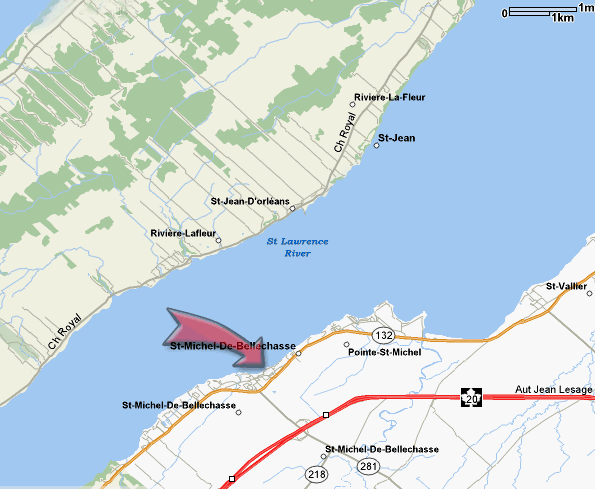 0 1m
1km
Rivière-La-Fleur
Ch Royal
St-Jean
St-Jean-D'orléans
Rivière-Lafleur
St Lawrence
River
St-Vallier
Ch Royal
132
St-Michel-De-Bellechasse
Pointe-St-Michel
Aut Jean Lesage
20
St-Michel-De-Bellechasse
St-Michel-De-Bellechasse
218
281